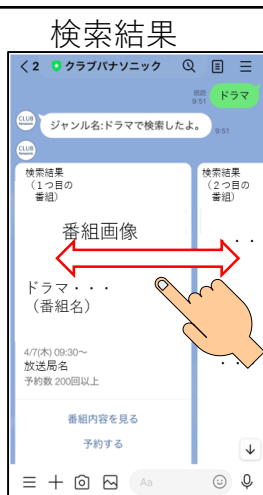 検索結果
2 クラブパナソニック
既読
9:51
ドラマ
CLUB
Panasonic
ジャンル名:ドラマで検索したよ。
9:51
CLUB
Panasonic
検索結果
（１つ目の
番組）
検索結果
（２つ目の
番組）
番組画像
・・
ドラマ・・・
（番組名）
・・
4/7(木) 09:30～
放送局名
予約数 200回以上
番組内容を見る
予約する
Aa